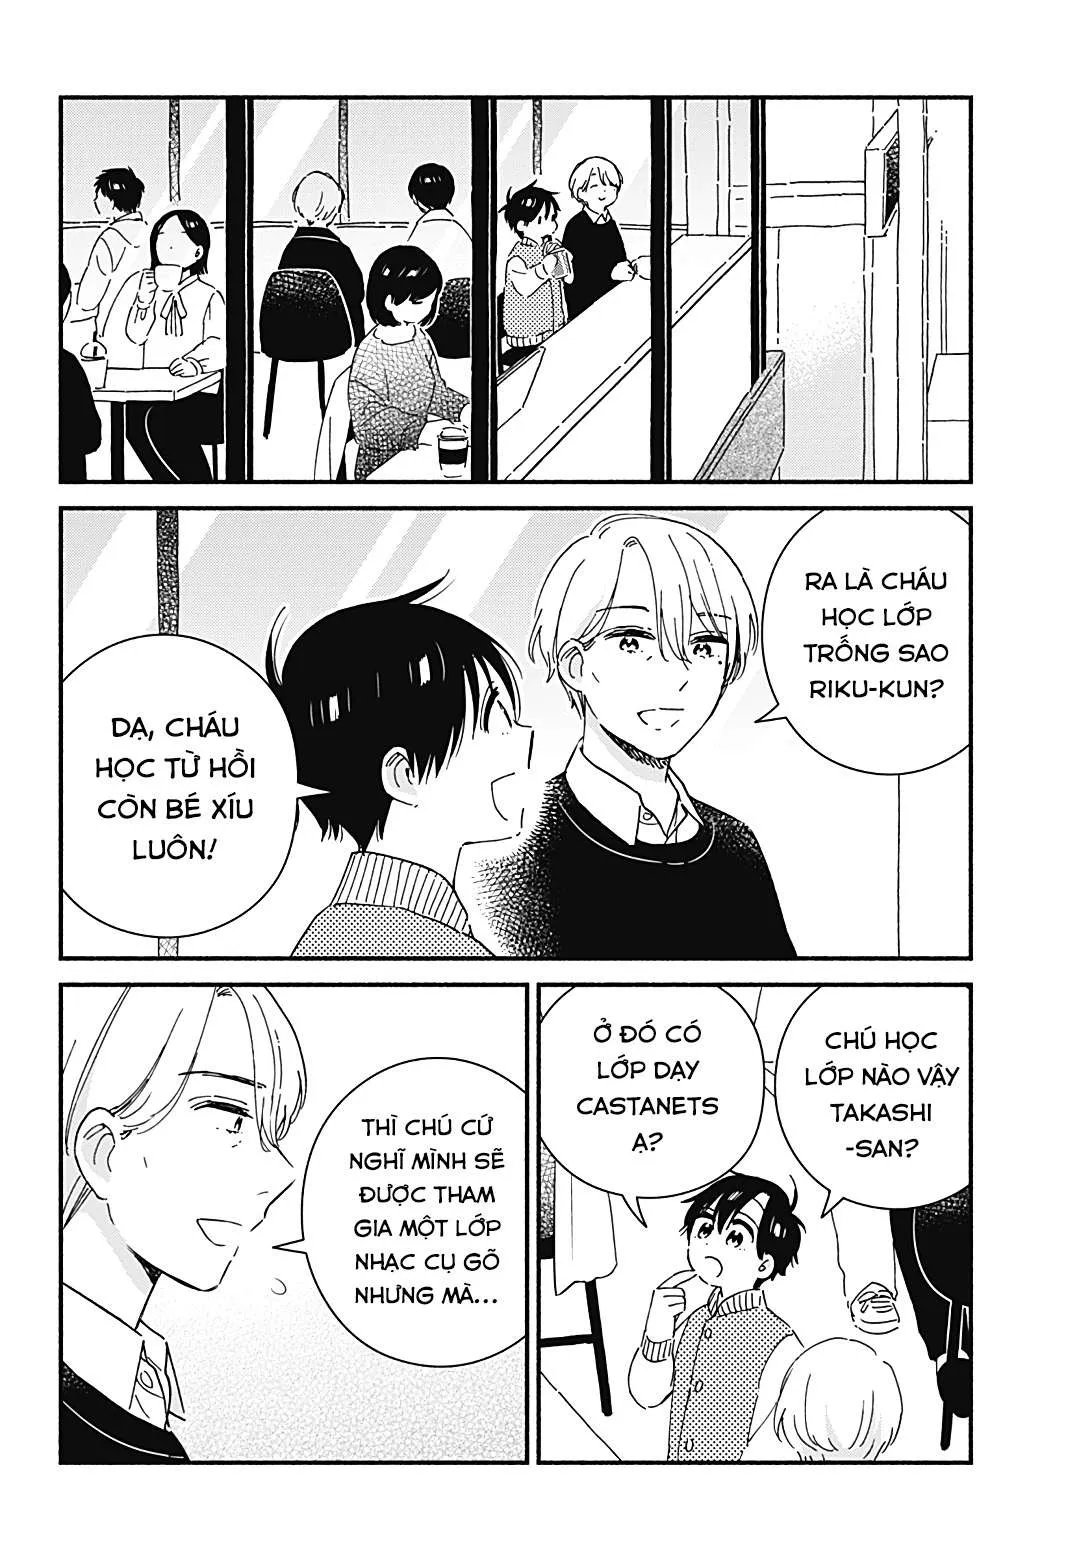 RA LÀ CHÁU
HỌC LỚP
TRỐNG SAO
RIKU-KUN?
DẠ, CHÁU
HỌC TỪ HỒI
CÒN BÉ XÍU
LUÔN!
CHÚ HỌC
LỚP NÀO VẬY
TAKASHI
-SAN?
Ở ĐÓ CÓ
LỚP DẠY
CASTANETS
Ạ?
THÌ CHÚ CỨ
NGHĨ MÌNH SẼ
ĐƯỢC THAM
GIA MỘT LỚP
NHẠC CỤ GÕ
NHƯNG MÀ...